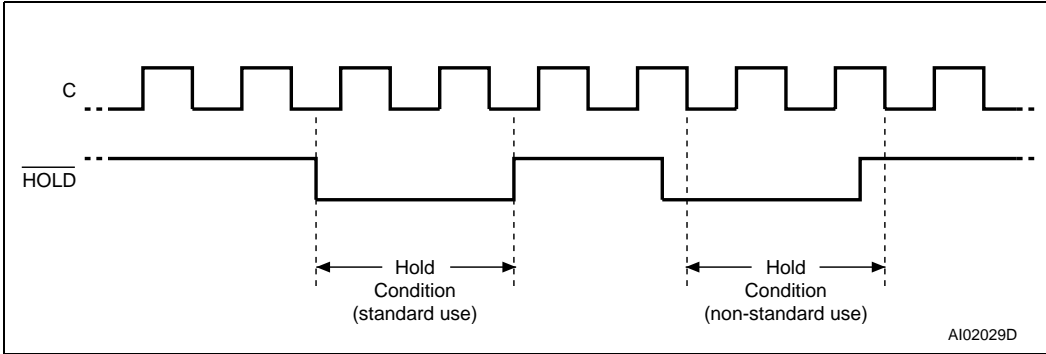 C
HOLD
Hold
Condition
(standard use)
Hold
Condition
(non-standard use)
AI02029D